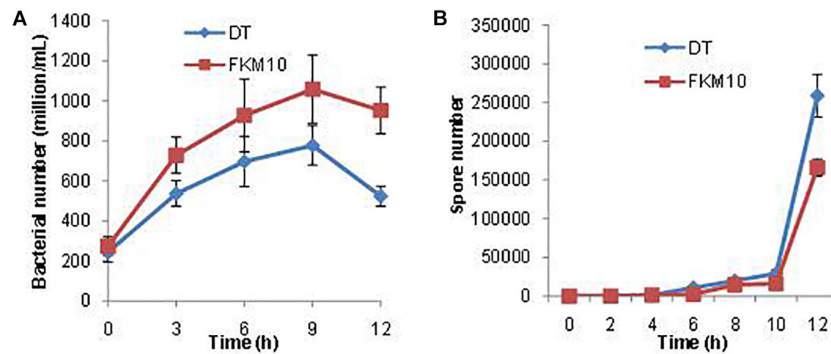 A
Bacterial number (million/mL)
1400
1200
1000
800
600
400
200
0
DT
FKM10
0 3 6 9 12
Time (h)
B
Spore number
350000
300000
250000
200000
150000
100000
50000
0
DT
FKM10
0 2 4 6 8 10 12
Time (h)